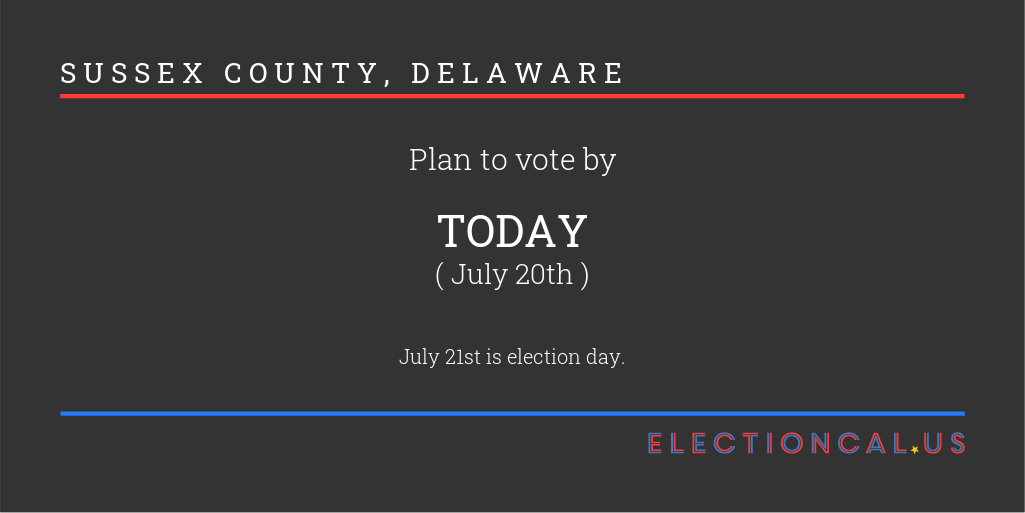 SUSSEX COUNTY, DELAWARE
Plan to vote by
TODAY
( July 20th )
July 21st is election day.
ELECTIONCAL.US